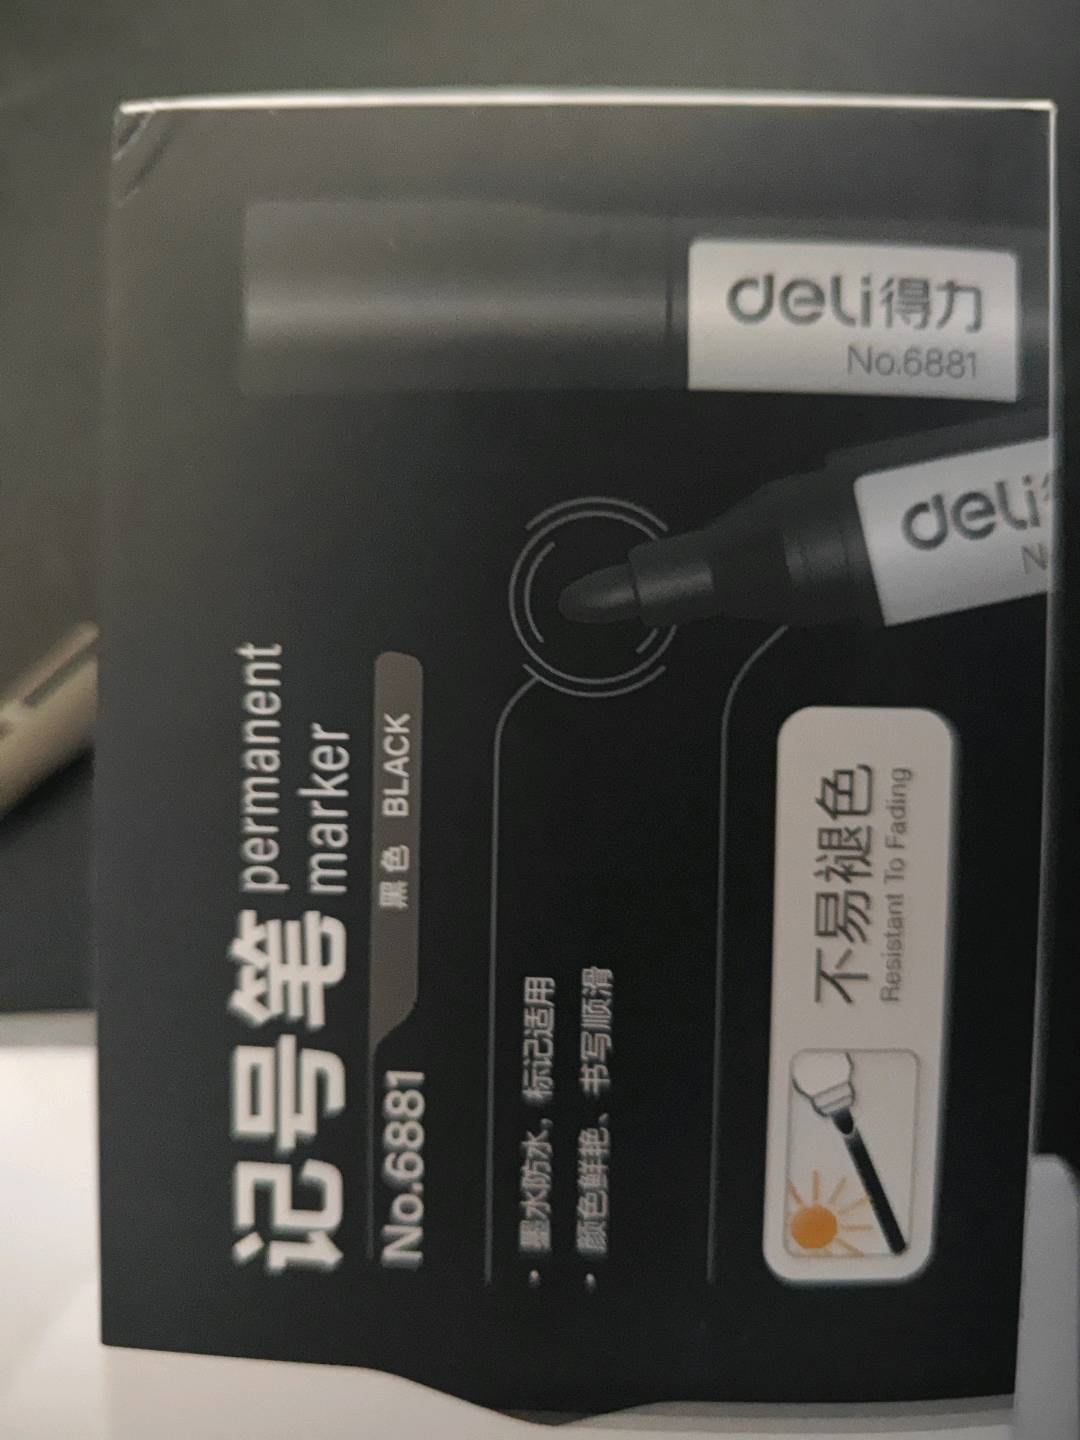 记号笔 permanent marker
No.6881 黑色 BLACK
• 墨水防水，标记适用
• 颜色鲜艳、书写顺滑
不易褪色
Resistant To Fading
deli得力
No.6881
deli
N